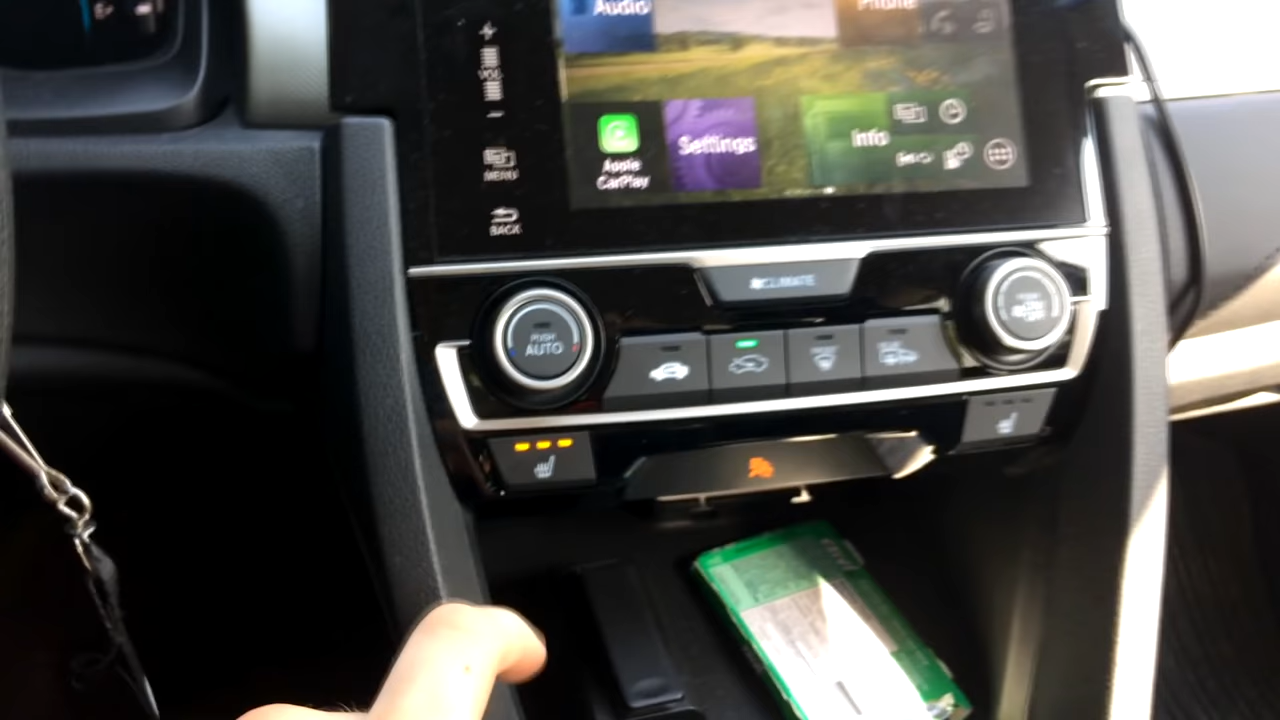 Audio
Phone
VOL
MENU
BACK
Apple
CarPlay
Settings
Info
CLIMATE
PUSH
AUTO